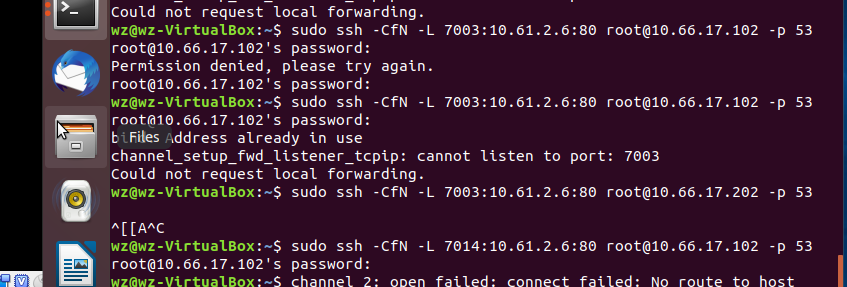 Could not request local forwarding.
wz@wz-VirtualBox:~$ sudo ssh -CfN -L 7003:10.61.2.6:80 root@10.66.17.102 -p 53
root@10.66.17.102's password:
Permission denied, please try again.
root@10.66.17.102's password:
wz@wz-VirtualBox:~$ sudo ssh -CfN -L 7003:10.61.2.6:80 root@10.66.17.102 -p 53
root@10.66.17.102's password:
Address already in use
Files
channel_setup_fwd_listener_tcpip: cannot listen to port: 7003
Could not request local forwarding.
wz@wz-VirtualBox:~$ sudo ssh -CfN -L 7003:10.61.2.6:80 root@10.66.17.202 -p 53
^[[A^C
wz@wz-VirtualBox:~$ sudo ssh -CfN -L 7014:10.61.2.6:80 root@10.66.17.102 -p 53
root@10.66.17.102's password:
wz@wz-VirtualBox:~$ channel 2: open failed: connect failed: No route to host